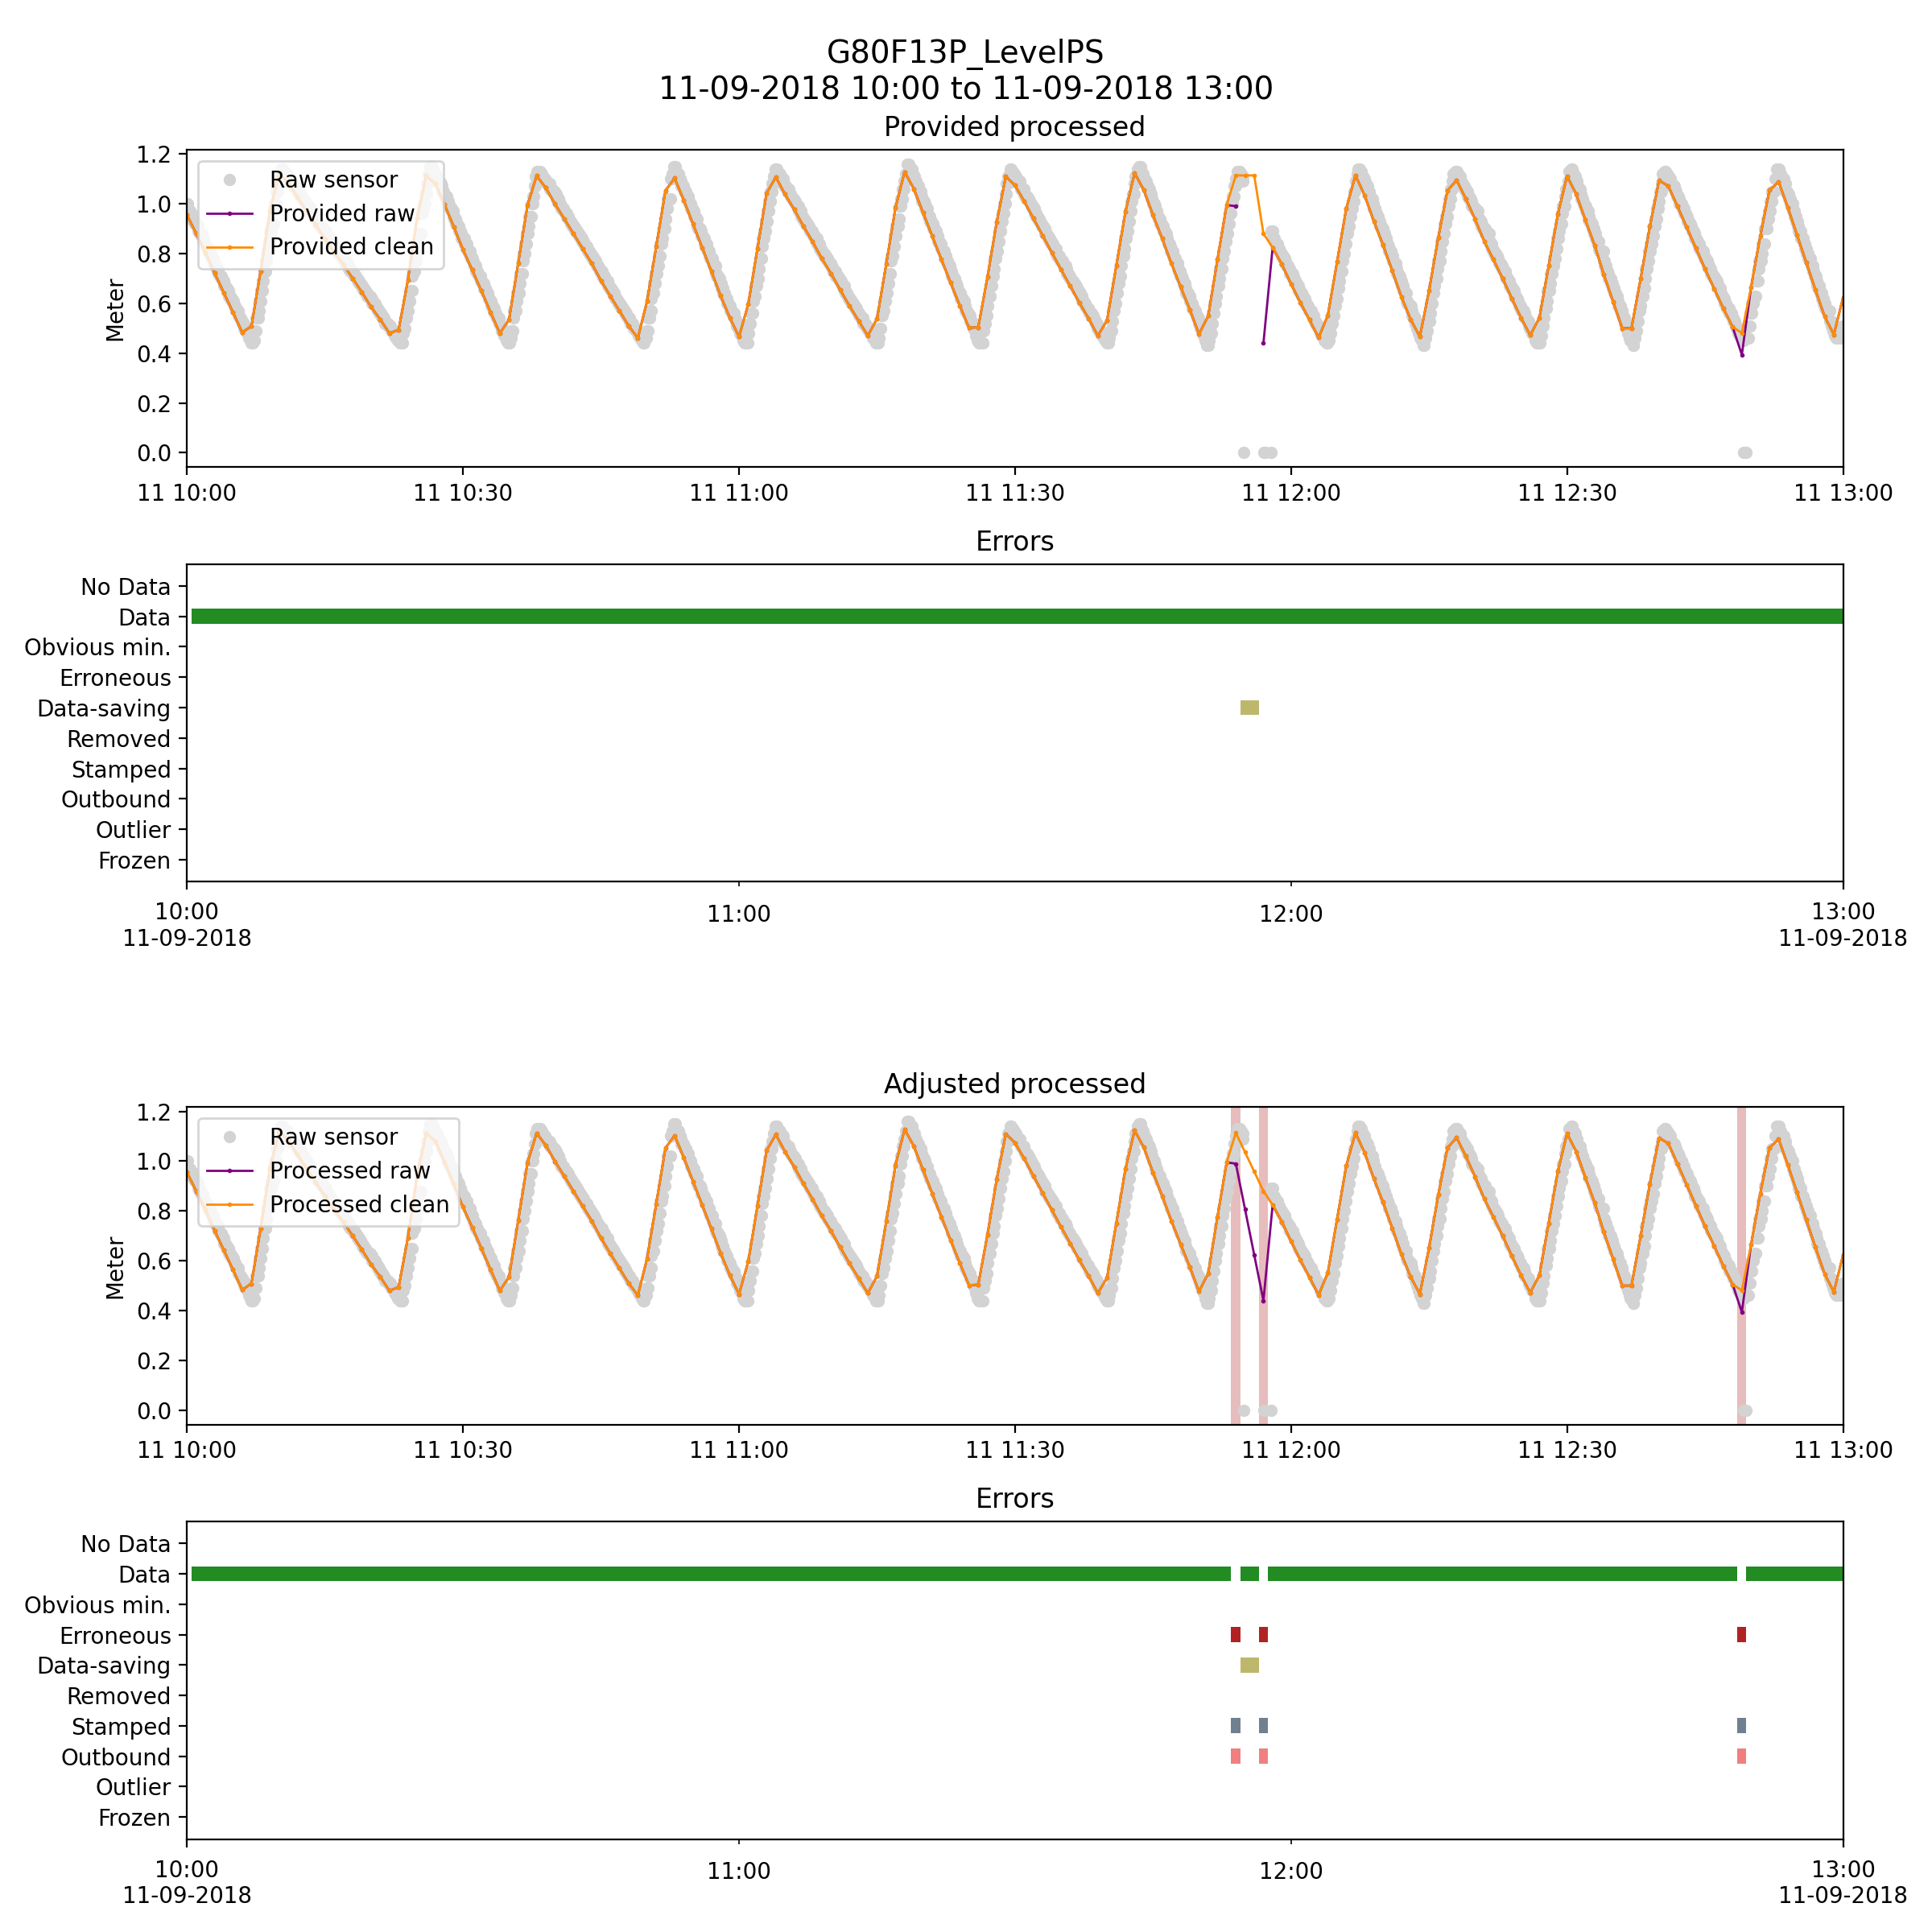 G80F13P_LevelPS
11-09-2018 10:00 to 11-09-2018 13:00
Provided processed
1.2
1.0
0.8
0.6
0.4
0.2
0.0
Meter
Raw sensor
Provided raw
Provided clean
11 10:00 11 10:30 11 11:00 11 11:30 11 12:00 11 12:30 11 13:00
Errors
No Data
Data
Obvious min.
Erroneous
Data-saving
Removed
Stamped
Outbound
Outlier
Frozen
10:00 11:00 12:00 13:00
11-09-2018 11-09-2018
Adjusted processed
1.2
1.0
0.8
0.6
0.4
0.2
0.0
Meter
Raw sensor
Processed raw
Processed clean
11 10:00 11 10:30 11 11:00 11 11:30 11 12:00 11 12:30 11 13:00
Errors
No Data
Data
Obvious min.
Erroneous
Data-saving
Removed
Stamped
Outbound
Outlier
Frozen
10:00 11:00 12:00 13:00
11-09-2018 11-09-2018